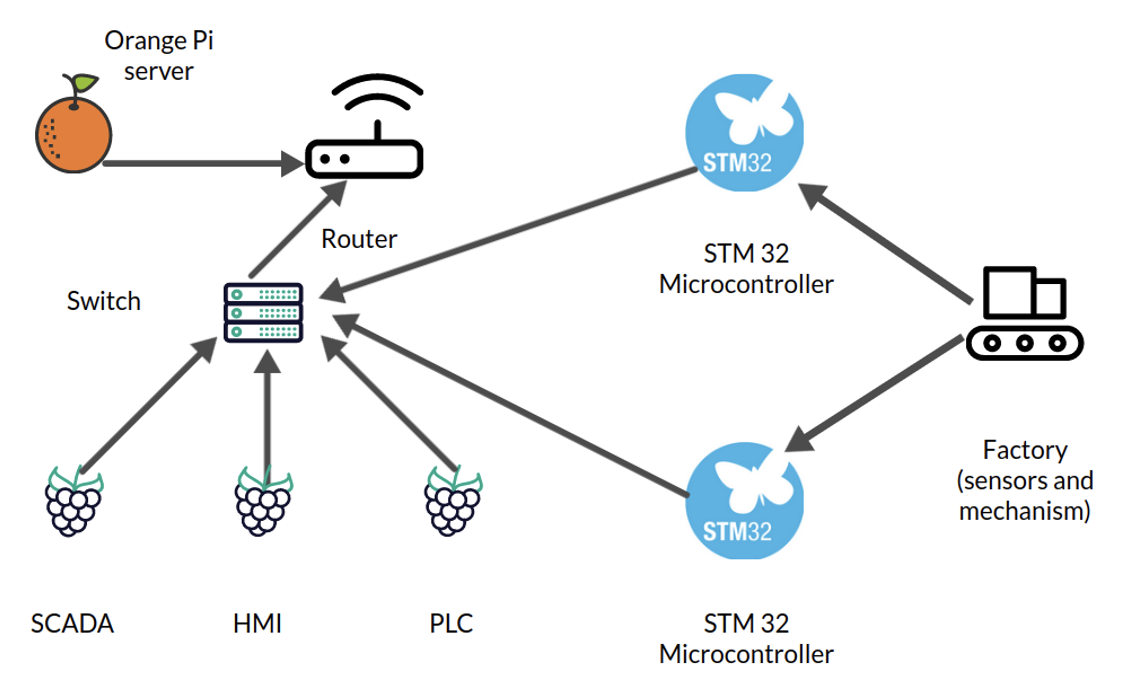 Orange Pi
server
STM32
Router
STM 32
Microcontroller
Switch
Factory
(sensors and
mechanism)
STM32
SCADA
HMI
PLC
STM 32
Microcontroller